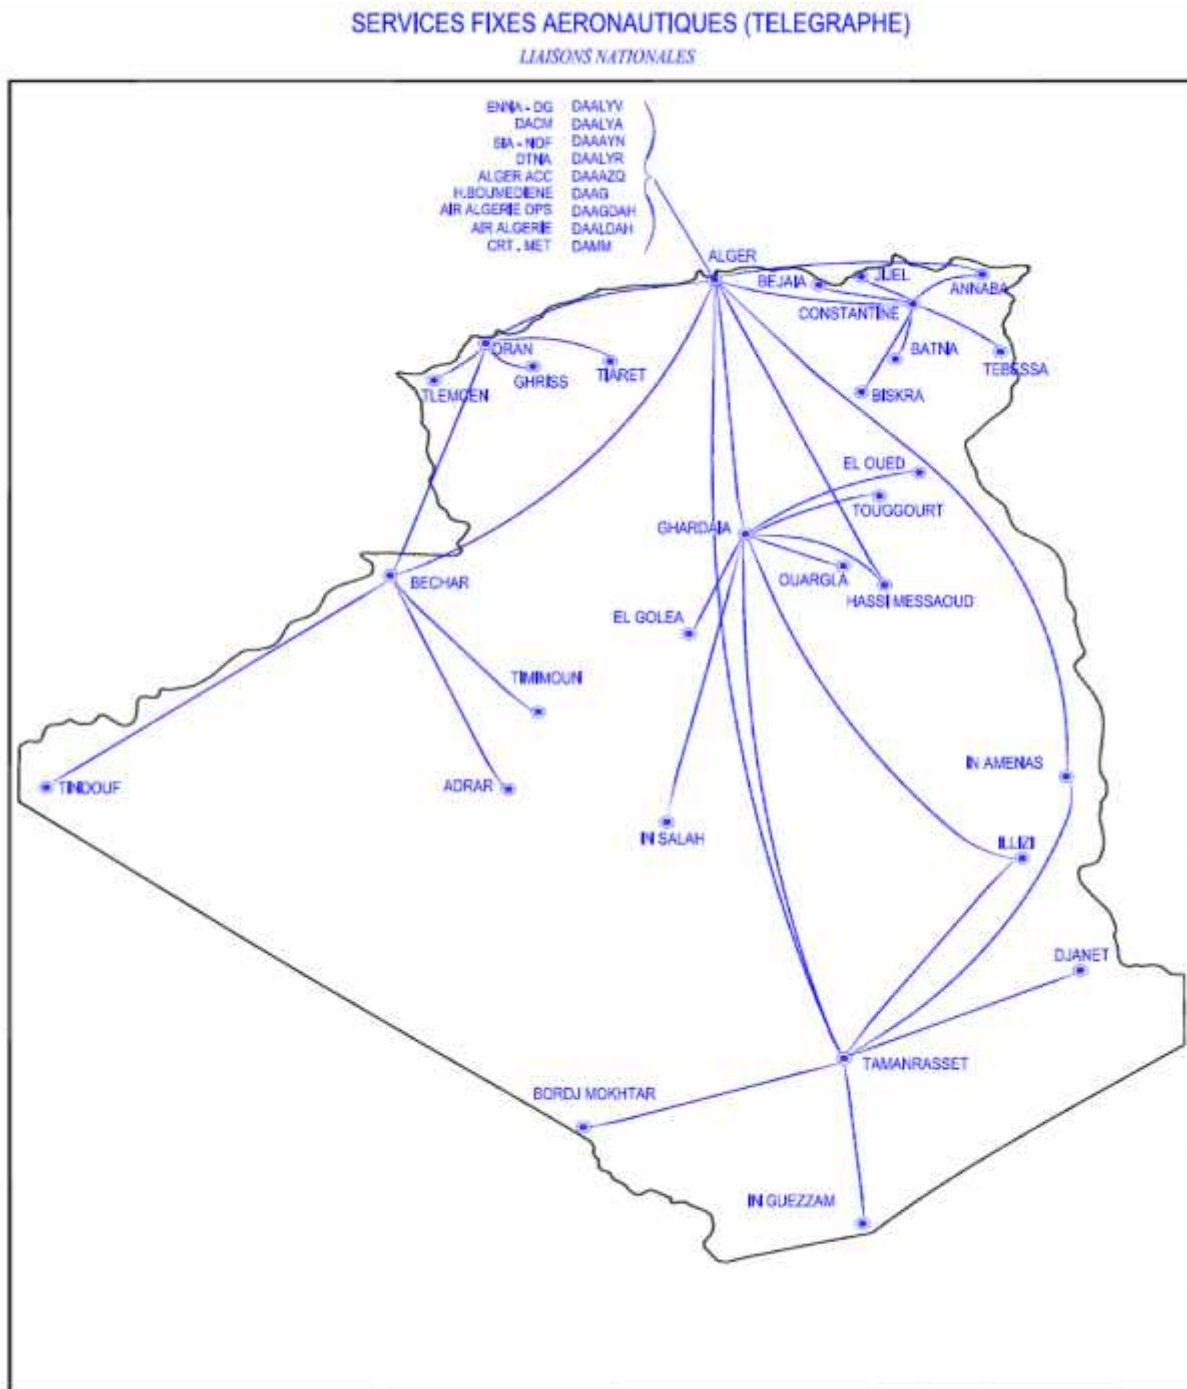 SERVICES FIXES AERONAUTIQUES (TELEGRAPHE)
LIAISONS NATIONALES
ENNA - DG DAALYV
DACM DAALYA
SIA - NOF DAAAYN
DTNA DAALYR
ALGER ACC DAAAZQ
H.BOUMEDIENE DAAG
AIR ALGERIE OPS DAAGDAH
AIR ALGERIE DAALDAH
CRT . MET DAMM
ALGER
BEJAIA
JIJEL
ANNABA
CONSTANTINE
ORAN
BATNA
TEBESSA
TLEMCEN
GHRISS
TIARET
BISKRA
EL OUED
TOUGGOURT
GHARDAIA
OUARGLA
BECHAR
HASSI MESSAOUD
EL GOLEA
TIMIMOUN
IN AMENAS
TINDOUF
ADRAR
IN SALAH
ILLIZI
DJANET
TAMANRASSET
BORDJ MOKHTAR
IN GUEZZAM